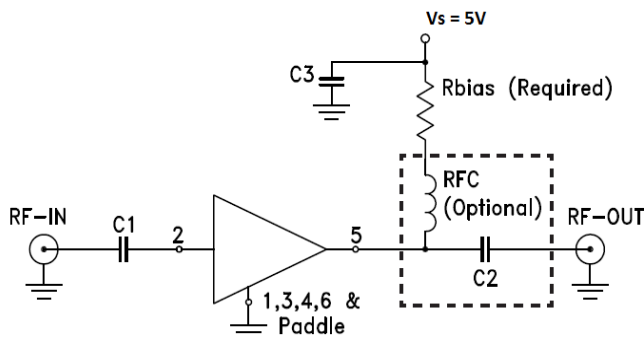 Vs = 5V
C3
Rbias (Required)
RFC
(Optional)
RF-IN
C1
2
5
RF-OUT
C2
1,3,4,6 &
Paddle